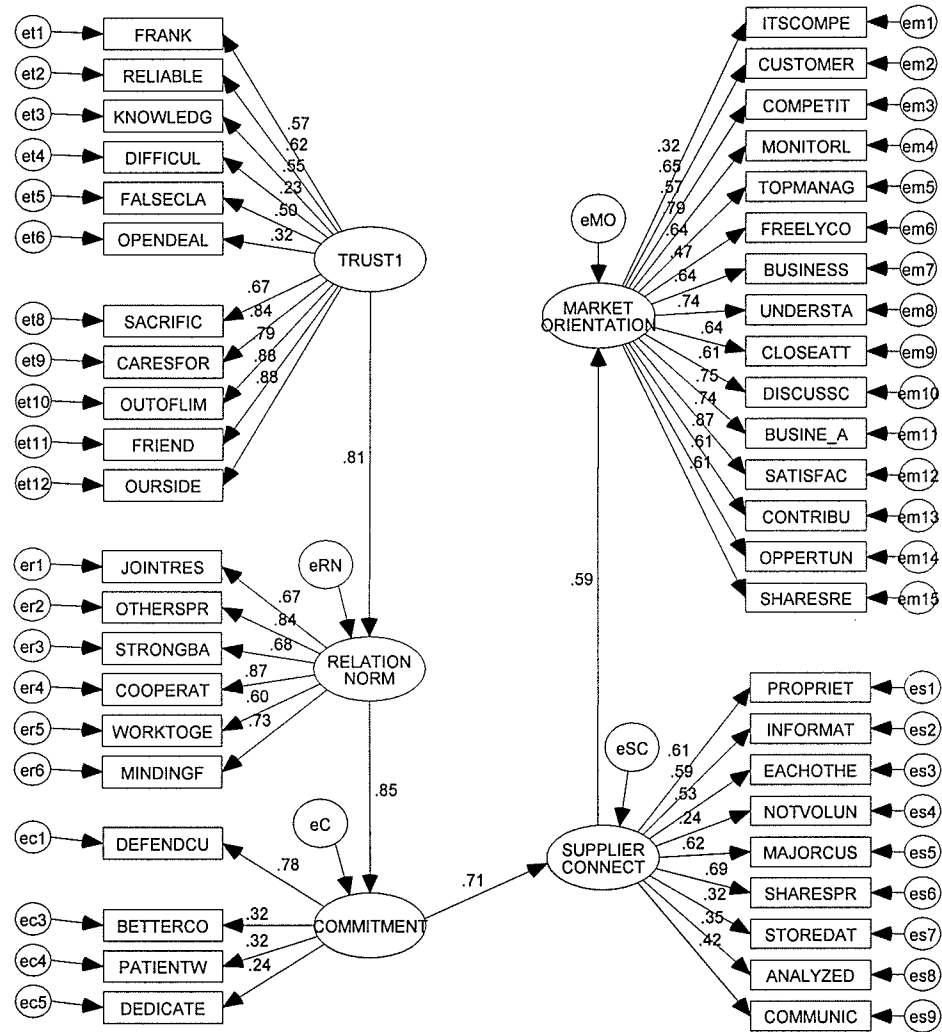 et1
FRANK
et2
RELIABLE
et3
KNOWLEDG
et4
DIFFICUL
et5
FALSECLA
et6
OPENDEAL
.57
.62
.55
.23
.50
.32
TRUST1
.67
.84
.79
.88
.88
et8
SACRIFIC
et9
CARESFOR
et10
OUTOFLIM
et11
FRIEND
et12
OURSIDE
.81
er1
JOINTRES
er2
OTHERSPR
er3
STRONGBA
er4
COOPERAT
er5
WORKTOGE
er6
MINDINGF
eRN
.67
.84
.68
.87
.60
.73
RELATION
NORM
.85
ec1
DEFENDCU
ec3
BETTERCO
ec4
PATIENTW
ec5
DEDICATE
eC
.78
.32
.32
.24
COMMITMENT
.71
ITSCOMPE
em1
CUSTOMER
em2
COMPETIT
em3
MONITORL
em4
TOPMANAG
em5
FREELYCO
em6
BUSINESS
em7
UNDERSTA
em8
CLOSEATT
em9
DISCUSSC
em10
BUSINE_A
em11
SATISFAC
em12
CONTRIBU
em13
OPPERTUN
em14
SHARESRE
em15
eMO
MARKET
ORIENTATION
.32
.65
.57
.79
.64
.47
.64
.74
.64
.61
.75
.74
.87
.61
.61
.59
PROPRIET
es1
INFORMAT
es2
EACHOTHE
es3
NOTVOLUN
es4
MAJORCUS
es5
SHARESPR
es6
STOREDAT
es7
ANALYZED
es8
COMMUNIC
es9
eSC
SUPPLIER
CONNECT
.61
.59
.53
.24
.62
.69
.32
.35
.42